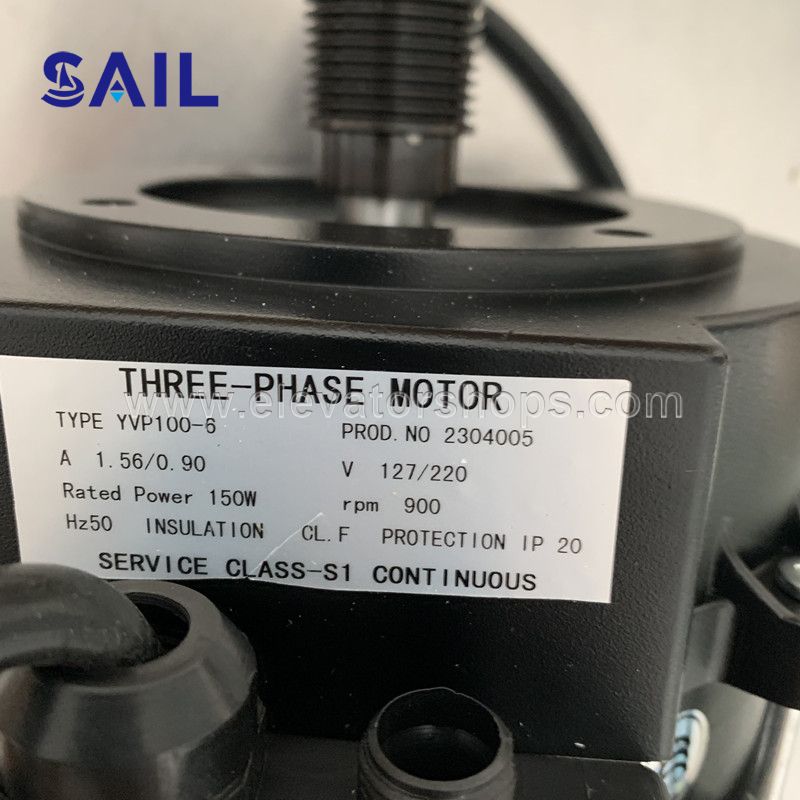 SAIL
THREE-PHASE MOTOR
www.elevatorshops.com
TYPE YVP100-6 PROD.NO 2304005
A 1.56/0.90 V 127/220
Rated Power 150W rpm 900
Hz50 INSULATION CL.F PROTECTION IP 20
SERVICE CLASS-S1 CONTINUOUS